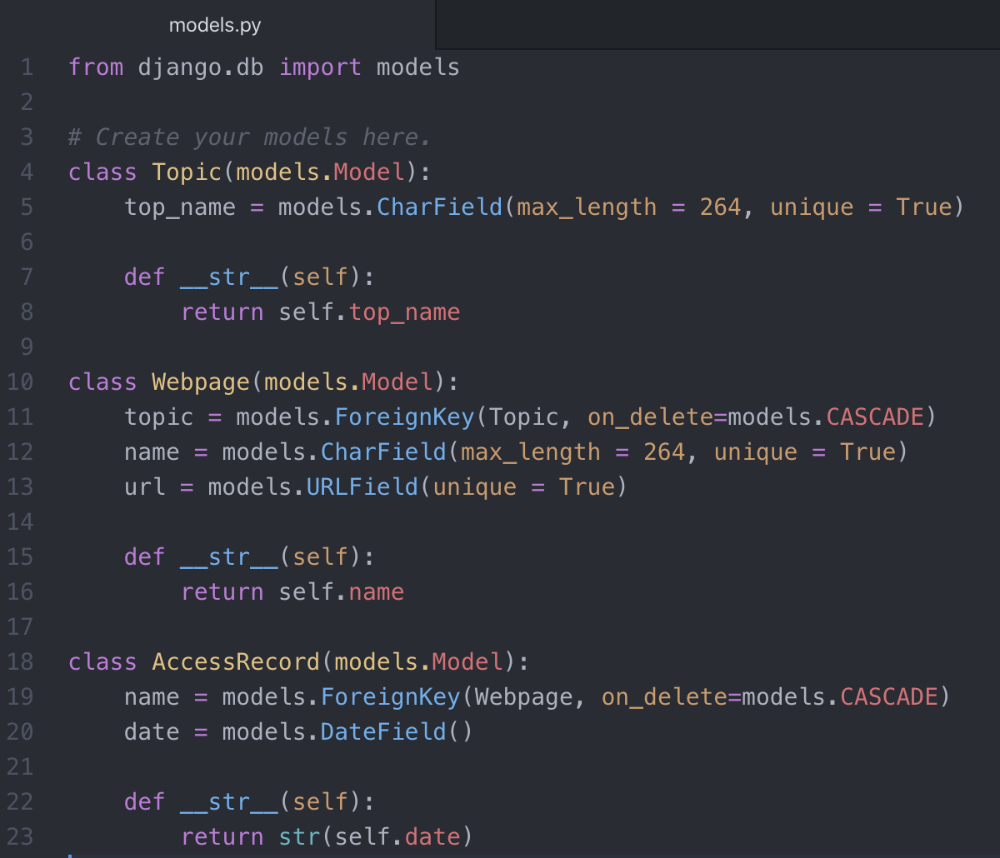 models.py
1 from django.db import models
2
3 # Create your models here.
4 class Topic(models.Model):
5     top_name = models.CharField(max_length = 264, unique = True)
6
7     def __str__(self):
8         return self.top_name
9
10 class Webpage(models.Model):
11     topic = models.ForeignKey(Topic, on_delete=models.CASCADE)
12     name = models.CharField(max_length = 264, unique = True)
13     url = models.URLField(unique = True)
14
15     def __str__(self):
16         return self.name
17
18 class AccessRecord(models.Model):
19     name = models.ForeignKey(Webpage, on_delete=models.CASCADE)
20     date = models.DateField()
21
22     def __str__(self):
23         return str(self.date)